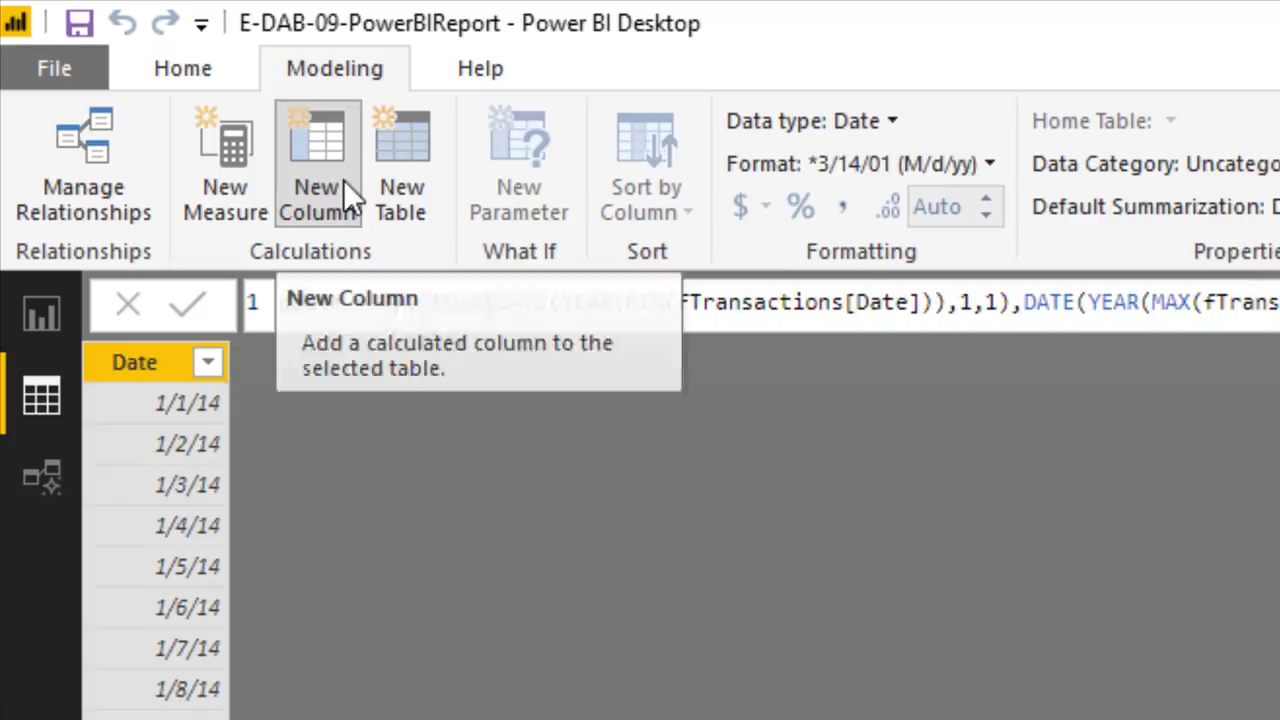 E-DAB-09-PowerBIReport - Power BI Desktop
File
Home
Modeling
Help
Manage
Relationships
New
Measure
New
Column
New
Table
New
Parameter
Sort by
Column
Data type: Date
Format: *3/14/01 (M/d/yy)
$ % , .00 Auto
Home Table:
Data Category: Uncatego
Default Summarization: D
Relationships
Calculations
What If
Sort
Formatting
Properti
1
fTransactions[Date])),1,1),DATE(YEAR(MAX(fTrans
New Column
Add a calculated column to the
selected table.
Date
1/1/14
1/2/14
1/3/14
1/4/14
1/5/14
1/6/14
1/7/14
1/8/14